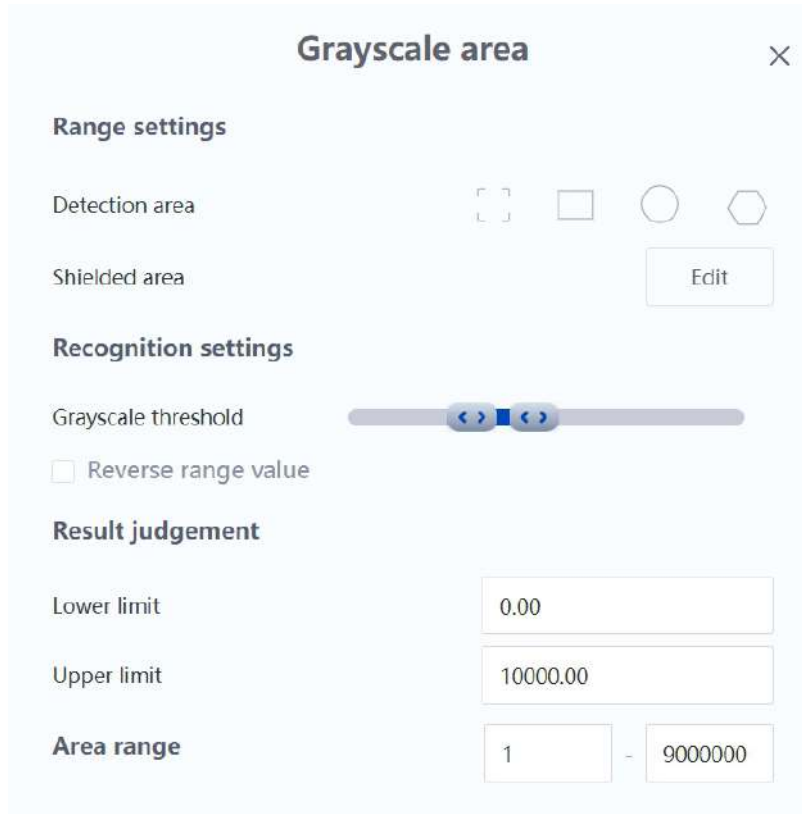 Grayscale area
Range settings
Detection area
Shielded area Edit
Recognition settings
Grayscale threshold
Reverse range value
Result judgement
Lower limit 0.00
Upper limit 10000.00
Area range 1 - 9000000